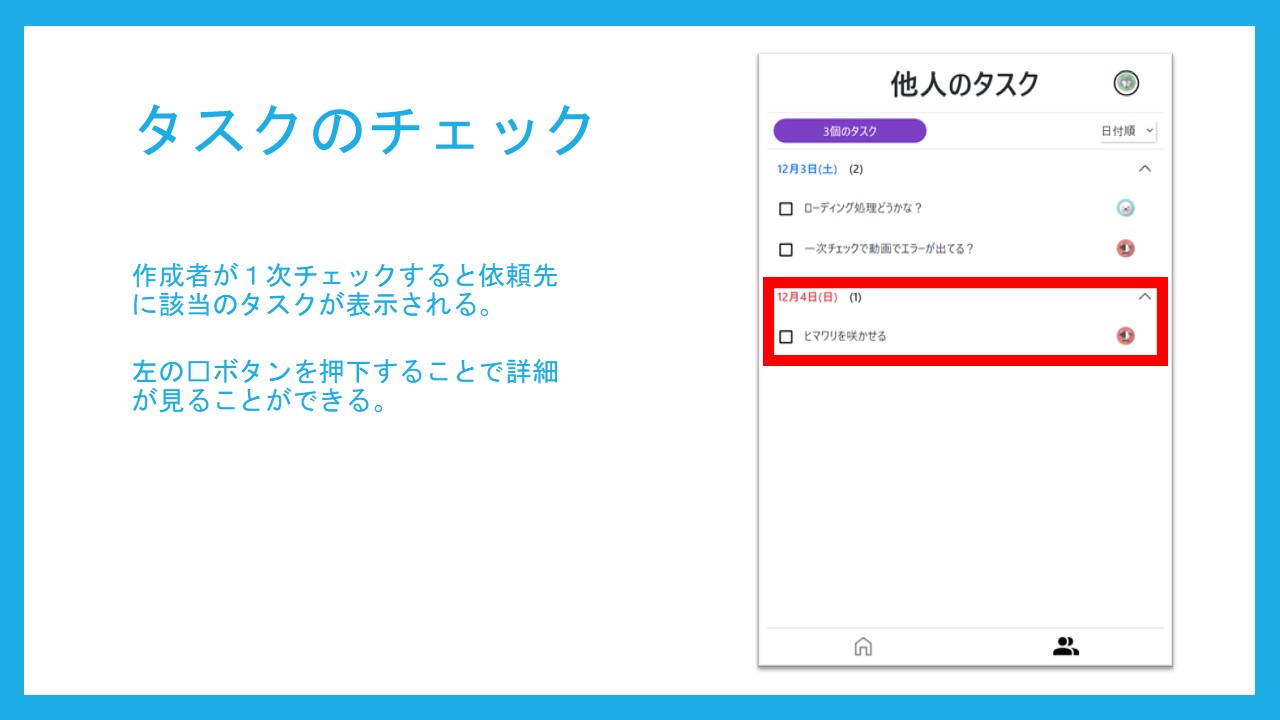 タスクのチェック
作成者が１次チェックすると依頼先
に該当のタスクが表示される。
左の□ボタンを押下することで詳細
が見ることができる。
他人のタスク
3個のタスク
日付順
12月3日(土) (2)
ローディング処理どうかな？
一次チェックで動画でエラーが出てる？
12月4日(日) (1)
ヒマワリを咲かせる